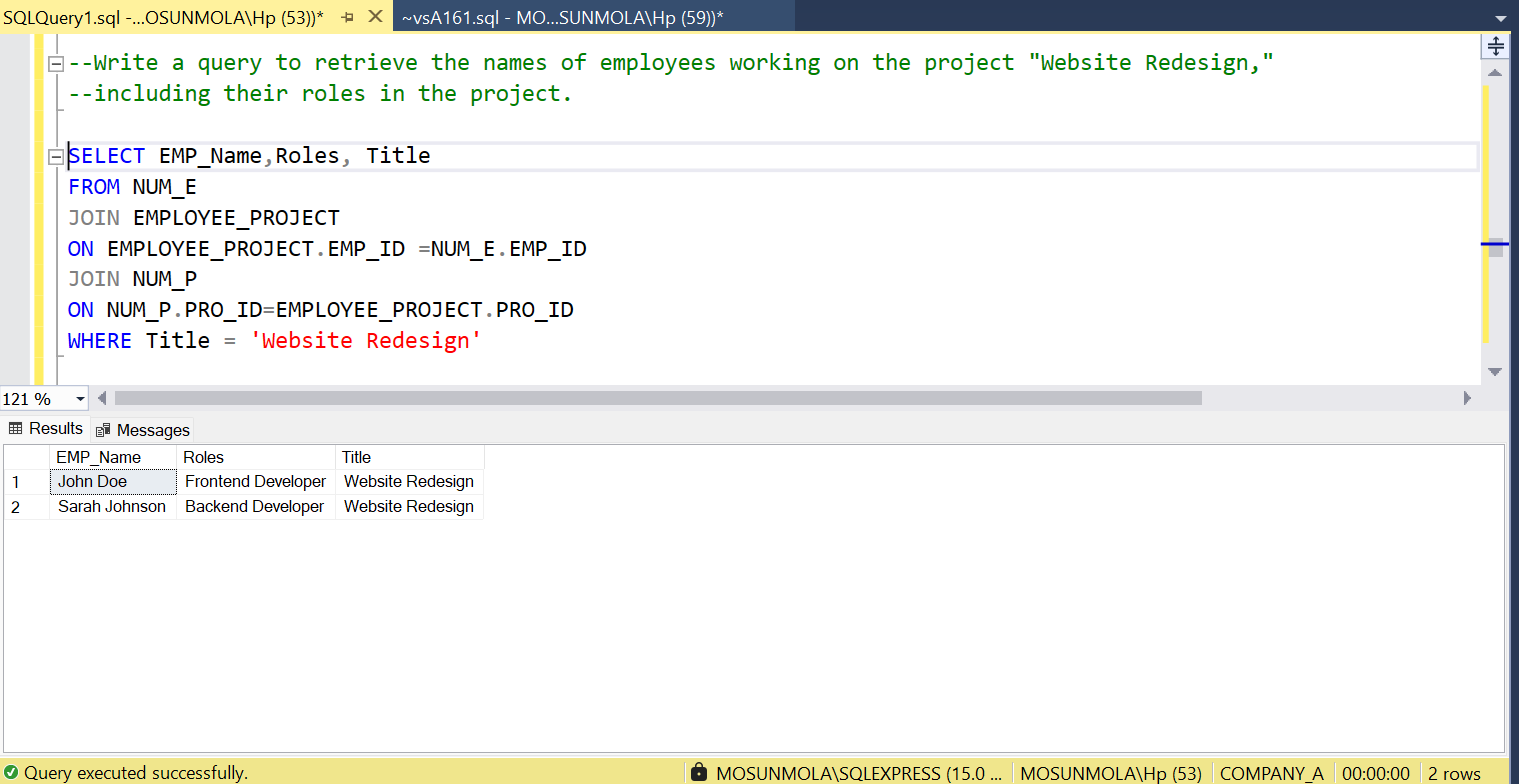 SQLQuery1.sql -...OSUNMOLA\Hp (53))* ~vsA161.sql - MO...SUNMOLA\Hp (59))*
--Write a query to retrieve the names of employees working on the project "Website Redesign,"
--including their roles in the project.
SELECT EMP_Name,Roles, Title
FROM NUM_E
JOIN EMPLOYEE_PROJECT
ON EMPLOYEE_PROJECT.EMP_ID =NUM_E.EMP_ID
JOIN NUM_P
ON NUM_P.PRO_ID=EMPLOYEE_PROJECT.PRO_ID
WHERE Title = 'Website Redesign'
121 %
Results Messages
EMP_Name Roles Title
1 John Doe Frontend Developer Website Redesign
2 Sarah Johnson Backend Developer Website Redesign
Query executed successfully. MOSUNMOLA\SQLEXPRESS (15.0 ... MOSUNMOLA\Hp (53) COMPANY_A 00:00:00 2 rows